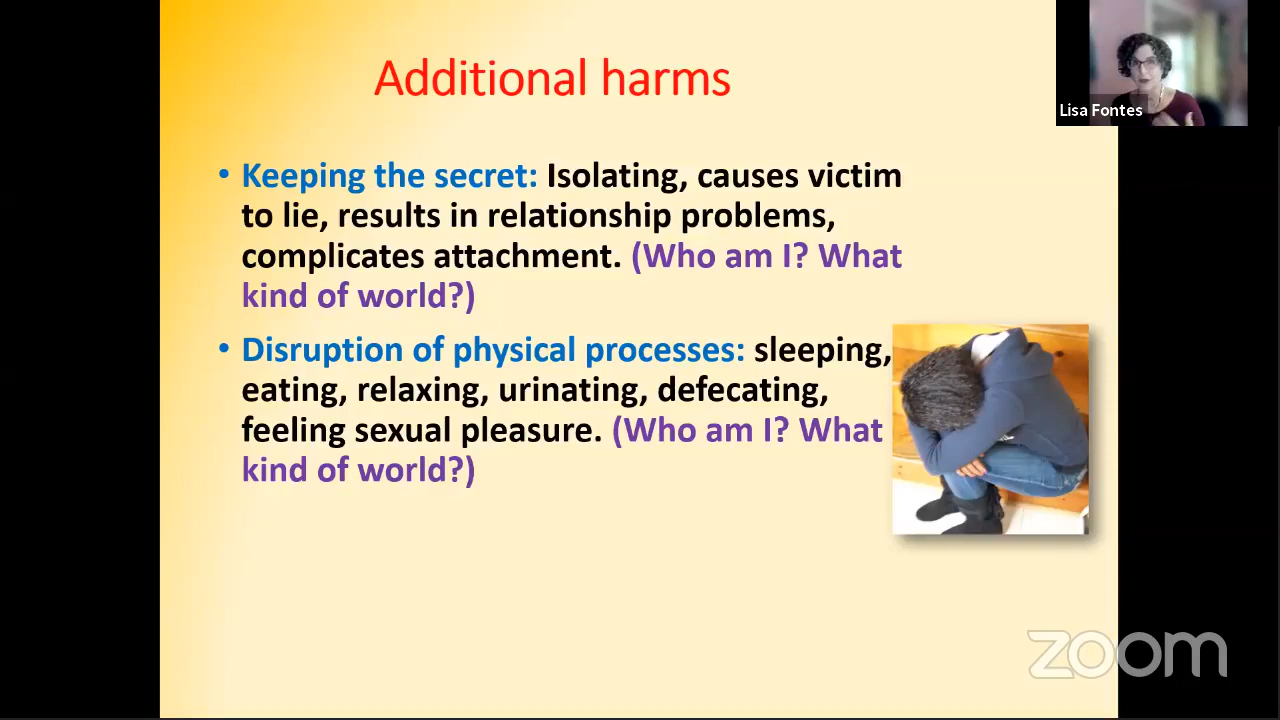 Additional harms
Lisa Fontes
• Keeping the secret: Isolating, causes victim
to lie, results in relationship problems,
complicates attachment. (Who am I? What
kind of world?)
• Disruption of physical processes: sleeping,
eating, relaxing, urinating, defecating,
feeling sexual pleasure. (Who am I? What
kind of world?)
zoom